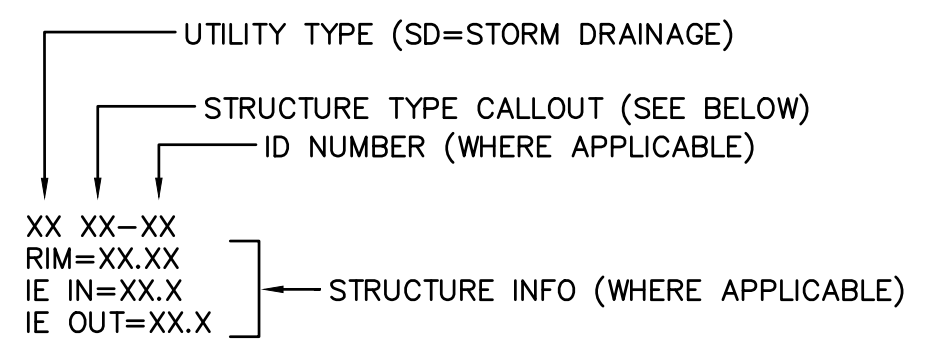 UTILITY TYPE (SD=STORM DRAINAGE)
STRUCTURE TYPE CALLOUT (SEE BELOW)
ID NUMBER (WHERE APPLICABLE)
XX XX-XX
RIM=XX.XX
IE IN=XX.X
IE OUT=XX.X
STRUCTURE INFO (WHERE APPLICABLE)